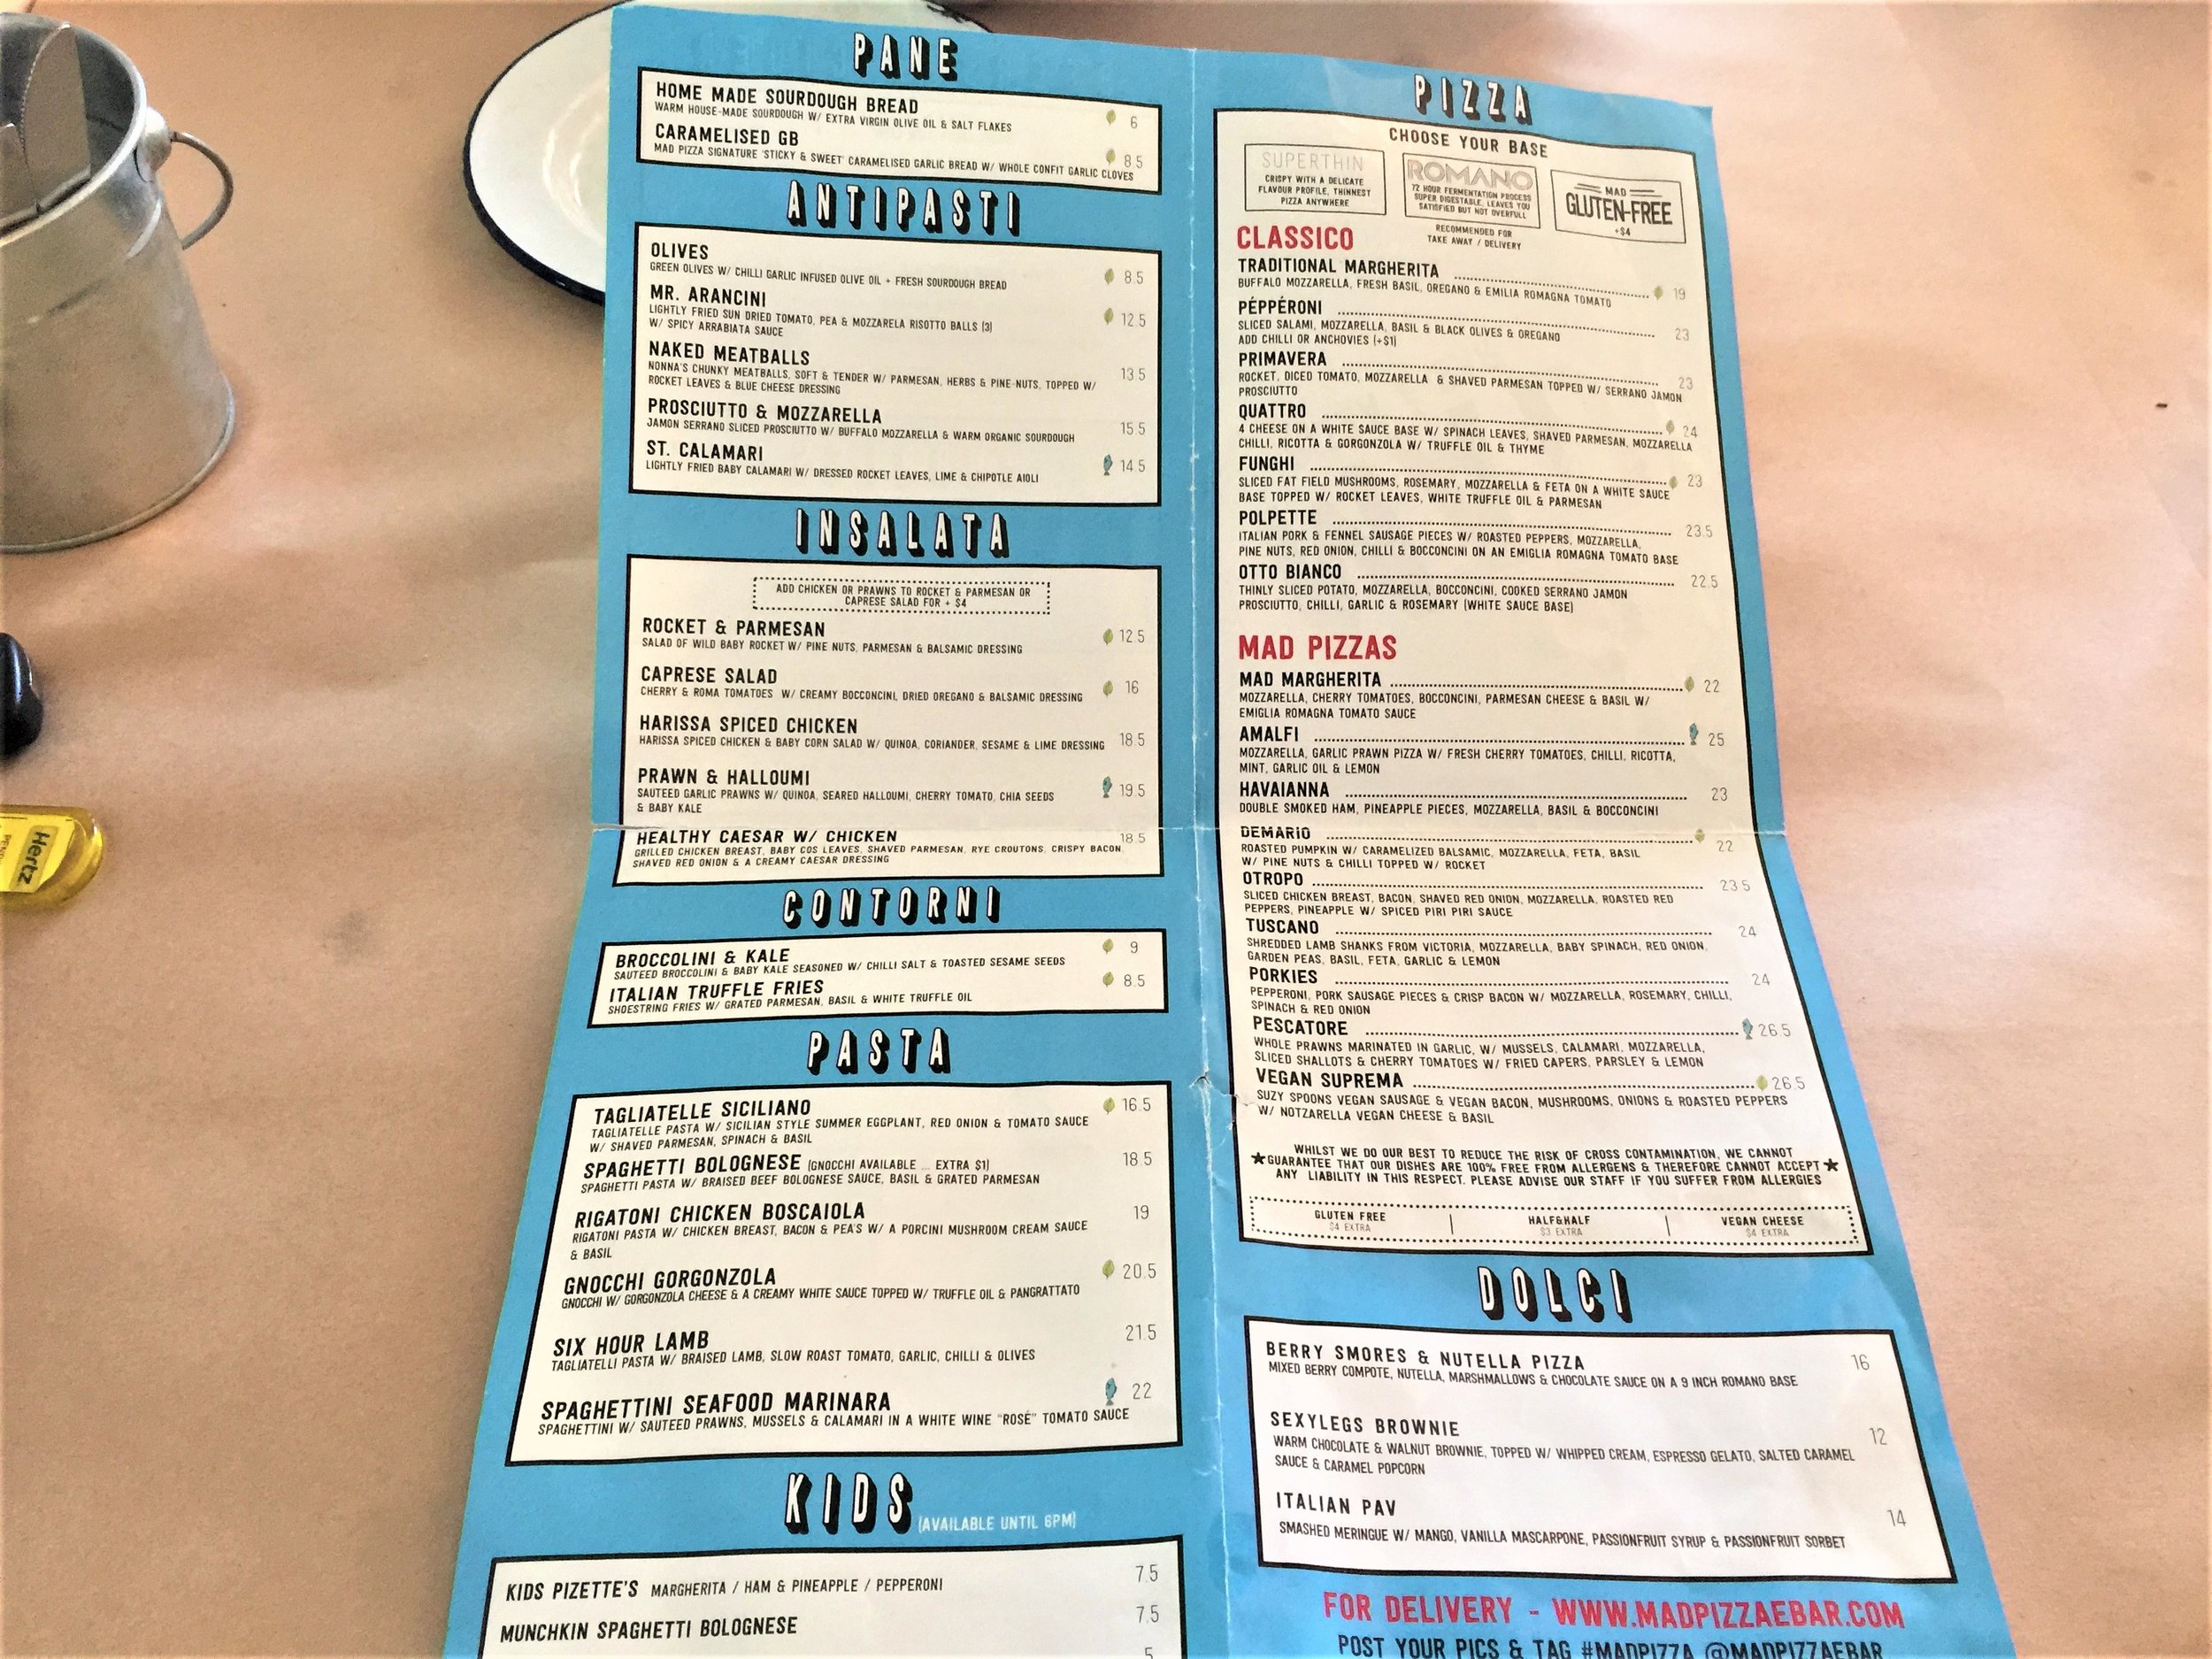 PANE
HOME MADE SOURDOUGH BREAD
WARM HOUSE-MADE SOURDOUGH W/ EXTRA VIRGIN OLIVE OIL & SALT FLAKES 6
CARAMELISED GB
MAD PIZZA SIGNATURE 'STICKY & SWEET' CARAMELISED GARLIC BREAD W/ WHOLE CONFIT GARLIC CLOVES 8.5
ANTIPASTI
OLIVES
GREEN OLIVES W/ CHILLI GARLIC INFUSED OLIVE OIL + FRESH SOURDOUGH BREAD 8.5
MR. ARANCINI
LIGHTLY FRIED SUN DRIED TOMATO, PEA & MOZZARELA RISOTTO BALLS (3) 12.5
W/ SPICY ARRABIATA SAUCE
NAKED MEATBALLS
NONNA'S CHUNKY MEATBALLS, SOFT & TENDER W/ PARMESAN, HERBS & PINE-NUTS, TOPPED W/ 13.5
ROCKET LEAVES & BLUE CHEESE DRESSING
PROSCIUTTO & MOZZARELLA
JAMON SERRANO SLICED PROSCIUTTO W/ BUFFALO MOZZARELLA & WARM ORGANIC SOURDOUGH 15.5
ST. CALAMARI
LIGHTLY FRIED BABY CALAMARI W/ DRESSED ROCKET LEAVES, LIME & CHIPOTLE AIOLI 14.5
INSALATA
ADD CHICKEN OR PRAWNS TO ROCKET & PARMESAN OR
CAPRESE SALAD FOR + $4
ROCKET & PARMESAN
SALAD OF WILD BABY ROCKET W/ PINE NUTS, PARMESAN & BALSAMIC DRESSING 12.5
CAPRESE SALAD
CHERRY & ROMA TOMATOES W/ CREAMY BOCCONCINI, DRIED OREGANO & BALSAMIC DRESSING 16
HARISSA SPICED CHICKEN
HARISSA SPICED CHICKEN & BABY CORN SALAD W/ QUINOA, CORIANDER, SESAME & LIME DRESSING 18.5
PRAWN & HALLOUMI
SAUTEED GARLIC PRAWNS W/ QUINOA, SEARED HALLOUMI, CHERRY TOMATO, CHIA SEEDS 19.5
& BABY KALE
HEALTHY CAESAR W/ CHICKEN 18.5
GRILLED CHICKEN BREAST, BABY COS LEAVES, SHAVED PARMESAN, RYE CROUTONS, CRISPY BACON
SHAVED RED ONION & A CREAMY CAESAR DRESSING
CONTORNI
BROCCOLINI & KALE 9
SAUTEED BROCCOLINI & BABY KALE SEASONED W/ CHILLI SALT & TOASTED SESAME SEEDS
ITALIAN TRUFFLE FRIES 8.5
SHOESTRING FRIES W/ GRATED PARMESAN, BASIL & WHITE TRUFFLE OIL
PASTA
TAGLIATELLE SICILIANO 16.5
TAGLIATELLE PASTA W/ SICILIAN STYLE SUMMER EGGPLANT, RED ONION & TOMATO SAUCE
W/ SHAVED PARMESAN, SPINACH & BASIL
SPAGHETTI BOLOGNESE (GNOCCHI AVAILABLE ... EXTRA $1) 18.5
SPAGHETTI PASTA W/ BRAISED BEEF BOLOGNESE SAUCE, BASIL & GRATED PARMESAN
RIGATONI CHICKEN BOSCAIOLA 19
RIGATONI PASTA W/ CHICKEN BREAST, BACON & PEA'S W/ A PORCINI MUSHROOM CREAM SAUCE
& BASIL
GNOCCHI GORGONZOLA 20.5
GNOCCHI W/ GORGONZOLA CHEESE & A CREAMY WHITE SAUCE TOPPED W/ TRUFFLE OIL & PANGRATTATO
SIX HOUR LAMB 21.5
TAGLIATELLI PASTA W/ BRAISED LAMB, SLOW ROAST TOMATO, GARLIC, CHILLI & OLIVES
SPAGHETTINI SEAFOOD MARINARA 22
SPAGHETTINI W/ SAUTEED PRAWNS, MUSSELS & CALAMARI IN A WHITE WINE "ROSÉ" TOMATO SAUCE
KIDS (AVAILABLE UNTIL 6PM)
KIDS PIZETTE'S MARGHERITA / HAM & PINEAPPLE / PEPPERONI 7.5
MUNCHKIN SPAGHETTI BOLOGNESE 7.5
5
PIZZA
CHOOSE YOUR BASE
SUPERTHIN
CRISPY WITH A DELICATE
FLAVOUR PROFILE, THINNEST
PIZZA ANYWHERE
ROMANO
72 HOUR FERMENTATION PROCESS
SUPER DIGESTABLE, LEAVES YOU
SATISFIED BUT NOT OVERFULL
RECOMMENDED FOR
TAKE AWAY / DELIVERY
MAD
GLUTEN-FREE
+$4
CLASSICO
TRADITIONAL MARGHERITA 19
BUFFALO MOZZARELLA, FRESH BASIL, OREGANO & EMILIA ROMAGNA TOMATO
PÉPPÉRONI 23
SLICED SALAMI, MOZZARELLA, BASIL & BLACK OLIVES & OREGANO
ADD CHILLI OR ANCHOVIES (+$1)
PRIMAVERA 23
ROCKET, DICED TOMATO, MOZZARELLA & SHAVED PARMESAN TOPPED W/ SERRANO JAMON
PROSCIUTTO
QUATTRO 24
4 CHEESE ON A WHITE SAUCE BASE W/ SPINACH LEAVES, SHAVED PARMESAN, MOZZARELLA
CHILLI, RICOTTA & GORGONZOLA W/ TRUFFLE OIL & THYME
FUNGHI 23
SLICED FAT FIELD MUSHROOMS, ROSEMARY, MOZZARELLA & FETA ON A WHITE SAUCE
BASE TOPPED W/ ROCKET LEAVES, WHITE TRUFFLE OIL & PARMESAN
POLPETTE 23.5
ITALIAN PORK & FENNEL SAUSAGE PIECES W/ ROASTED PEPPERS, MOZZARELLA,
PINE NUTS, RED ONION, CHILLI & BOCCONCINI ON AN EMIGLIA ROMAGNA TOMATO BASE
OTTO BIANCO 22.5
THINLY SLICED POTATO, MOZZARELLA, BOCCONCINI, COOKED SERRANO JAMON
PROSCIUTTO, CHILLI, GARLIC & ROSEMARY (WHITE SAUCE BASE)
MAD PIZZAS
MAD MARGHERITA 22
MOZZARELLA, CHERRY TOMATOES, BOCCONCINI, PARMESAN CHEESE & BASIL W/
EMIGLIA ROMAGNA TOMATO SAUCE
AMALFI 25
MOZZARELLA, GARLIC PRAWN PIZZA W/ FRESH CHERRY TOMATOES, CHILLI, RICOTTA,
MINT, GARLIC OIL & LEMON
HAVAIANNA 23
DOUBLE SMOKED HAM, PINEAPPLE PIECES, MOZZARELLA, BASIL & BOCCONCINI
DEMARIO 22
ROASTED PUMPKIN W/ CARAMELIZED BALSAMIC, MOZZARELLA, FETA, BASIL
W/ PINE NUTS & CHILLI TOPPED W/ ROCKET
OTROPO 23.5
SLICED CHICKEN BREAST, BACON, SHAVED RED ONION, MOZZARELLA, ROASTED RED
PEPPERS, PINEAPPLE W/ SPICED PIRI PIRI SAUCE
TUSCANO 24
SHREDDED LAMB SHANKS FROM VICTORIA, MOZZARELLA, BABY SPINACH, RED ONION,
GARDEN PEAS, BASIL, FETA, GARLIC & LEMON
PORKIES 24
PEPPERONI, PORK SAUSAGE PIECES & CRISP BACON W/ MOZZARELLA, ROSEMARY, CHILLI,
SPINACH & RED ONION
PESCATORE 26.5
WHOLE PRAWNS MARINATED IN GARLIC, W/ MUSSELS, CALAMARI, MOZZARELLA,
SLICED SHALLOTS & CHERRY TOMATOES W/ FRIED CAPERS, PARSLEY & LEMON
VEGAN SUPREMA 26.5
SUZY SPOONS VEGAN SAUSAGE & VEGAN BACON, MUSHROOMS, ONIONS & ROASTED PEPPERS
W/ NOTZARELLA VEGAN CHEESE & BASIL
WHILST WE DO OUR BEST TO REDUCE THE RISK OF CROSS CONTAMINATION, WE CANNOT
★GUARANTEE THAT OUR DISHES ARE 100% FREE FROM ALLERGENS & THEREFORE CANNOT ACCEPT★
ANY LIABILITY IN THIS RESPECT. PLEASE ADVISE OUR STAFF IF YOU SUFFER FROM ALLERGIES
GLUTEN FREE | HALF&HALF | VEGAN CHEESE
$4 EXTRA $3 EXTRA $4 EXTRA
DOLCI
BERRY SMORES & NUTELLA PIZZA 16
MIXED BERRY COMPOTE, NUTELLA, MARSHMALLOWS & CHOCOLATE SAUCE ON A 9 INCH ROMANO BASE
SEXYLEGS BROWNIE 12
WARM CHOCOLATE & WALNUT BROWNIE, TOPPED W/ WHIPPED CREAM, ESPRESSO GELATO, SALTED CARAMEL
SAUCE & CARAMEL POPCORN
ITALIAN PAV 14
SMASHED MERINGUE W/ MANGO, VANILLA MASCARPONE, PASSIONFRUIT SYRUP & PASSIONFRUIT SORBET
FOR DELIVERY - WWW.MADPIZZAEBAR.COM
POST YOUR PICS & TAG #MADPIZZA @MADPIZZAEBAR
Hertz